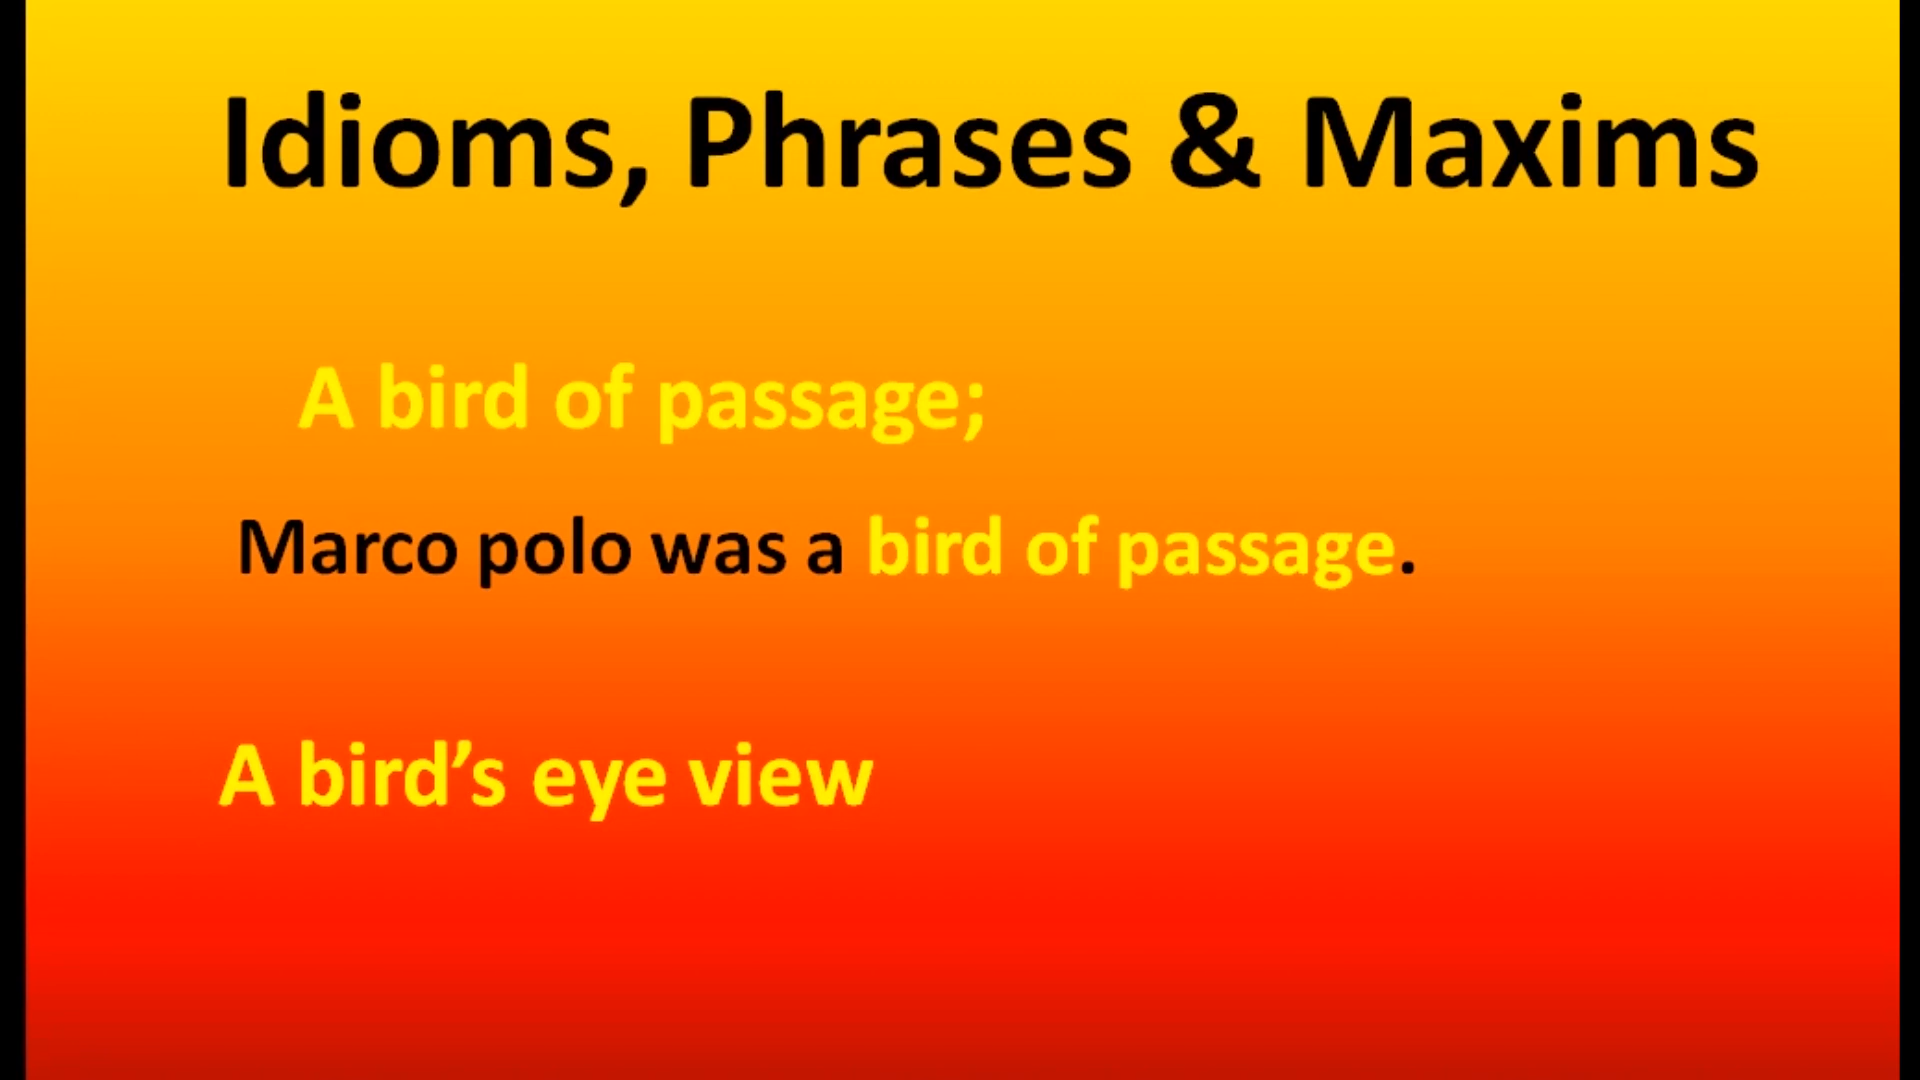 Idioms, Phrases & Maxims
A bird of passage;
Marco polo was a bird of passage.
A bird’s eye view